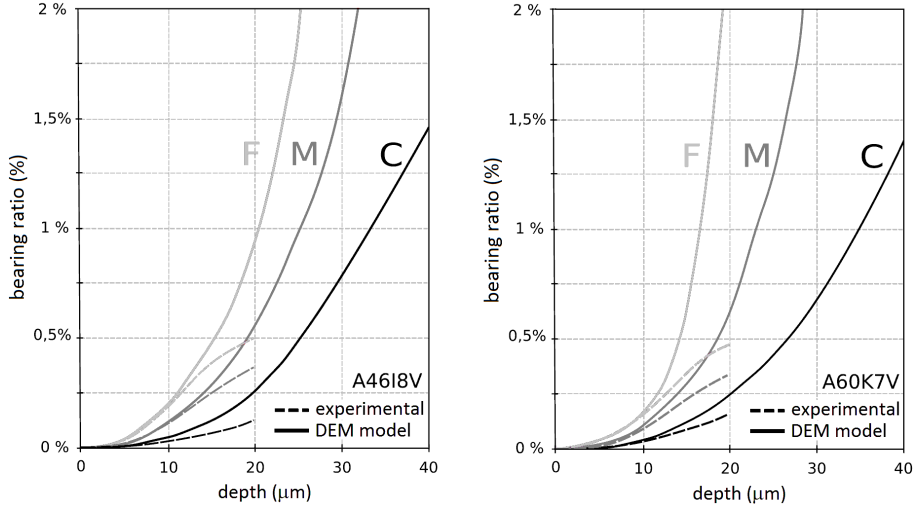 2 %
1,5%
1 %
0,5%
0 %
bearing ratio (%)
F M C
A46I8V
experimental
DEM model
0 10 20 30 40
depth (μm)
2 %
1,5%
1 %
0,5%
0 %
bearing ratio (%)
F M C
A60K7V
experimental
DEM model
0 10 20 30 40
depth (μm)